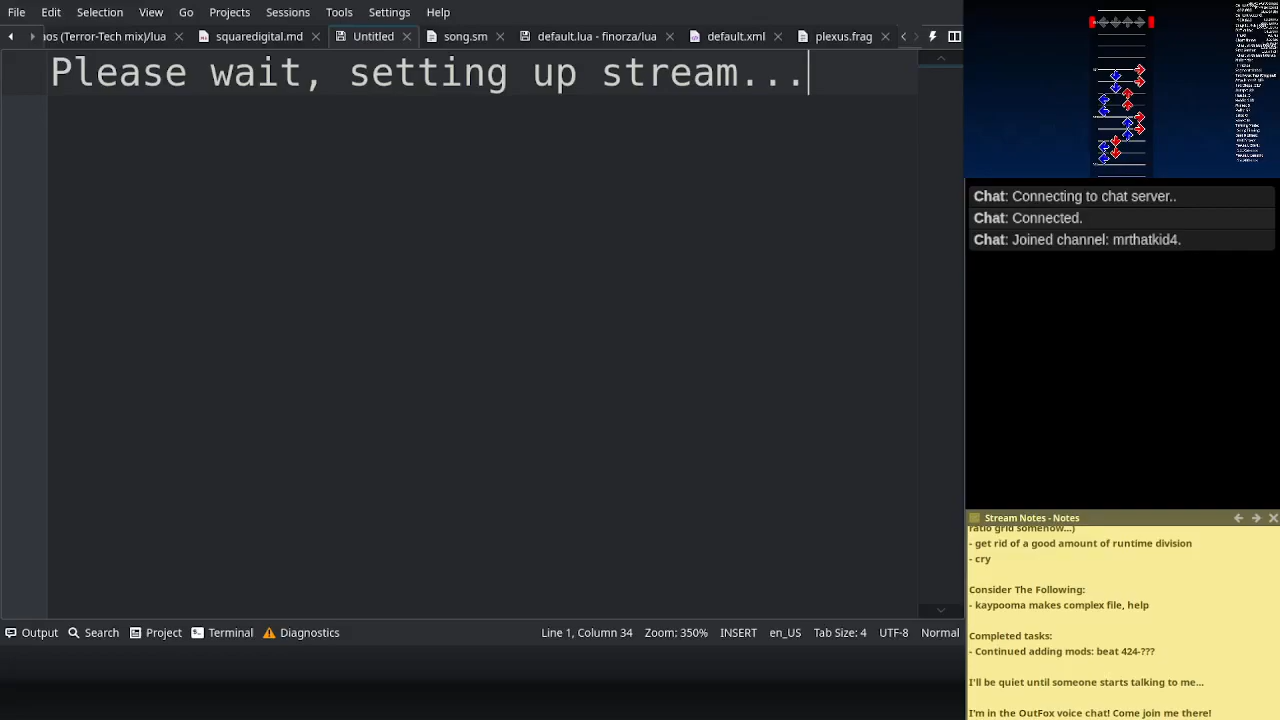 File Edit Selection View Go Projects Sessions Tools Settings Help
os (Terror-Tech mix)/lua squaredigital.md Untitled song.sm default.lua - finorza/lua default.xml plexus.frag
Please wait, setting up stream...
Chat: Connecting to chat server..
Chat: Connected.
Chat: Joined channel: mrthatkid4.
Stream Notes - Notes
ratio grid somehow...)
- get rid of a good amount of runtime division
- cry
Consider The Following:
- kaypooma makes complex file, help
Completed tasks:
- Continued adding mods: beat 424-???
I'll be quiet until someone starts talking to me...
I'm in the OutFox voice chat! Come join me there!
Output Search Project Terminal Diagnostics Line 1, Column 34 Zoom: 350% INSERT en_US Tab Size: 4 UTF-8 Normal